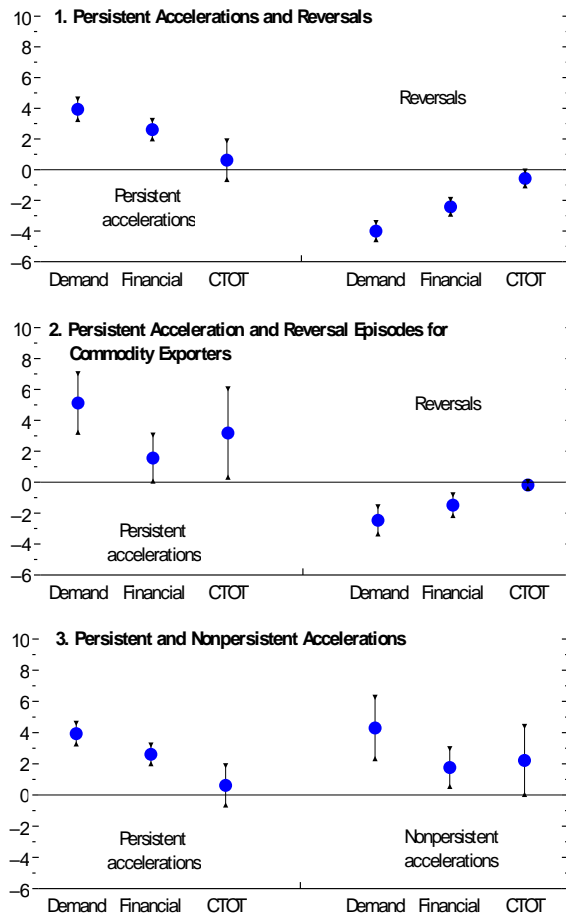 1. Persistent Accelerations and Reversals
10
8
6
4
2
0
−2
−4
−6
Reversals
Persistent
accelerations
Demand Financial CTOT Demand Financial CTOT
2. Persistent Acceleration and Reversal Episodes for
Commodity Exporters
10
8
6
4
2
0
−2
−4
−6
Reversals
Persistent
accelerations
Demand Financial CTOT Demand Financial CTOT
3. Persistent and Nonpersistent Accelerations
10
8
6
4
2
0
−2
−4
−6
Persistent
accelerations
Nonpersistent
accelerations
Demand Financial CTOT Demand Financial CTOT